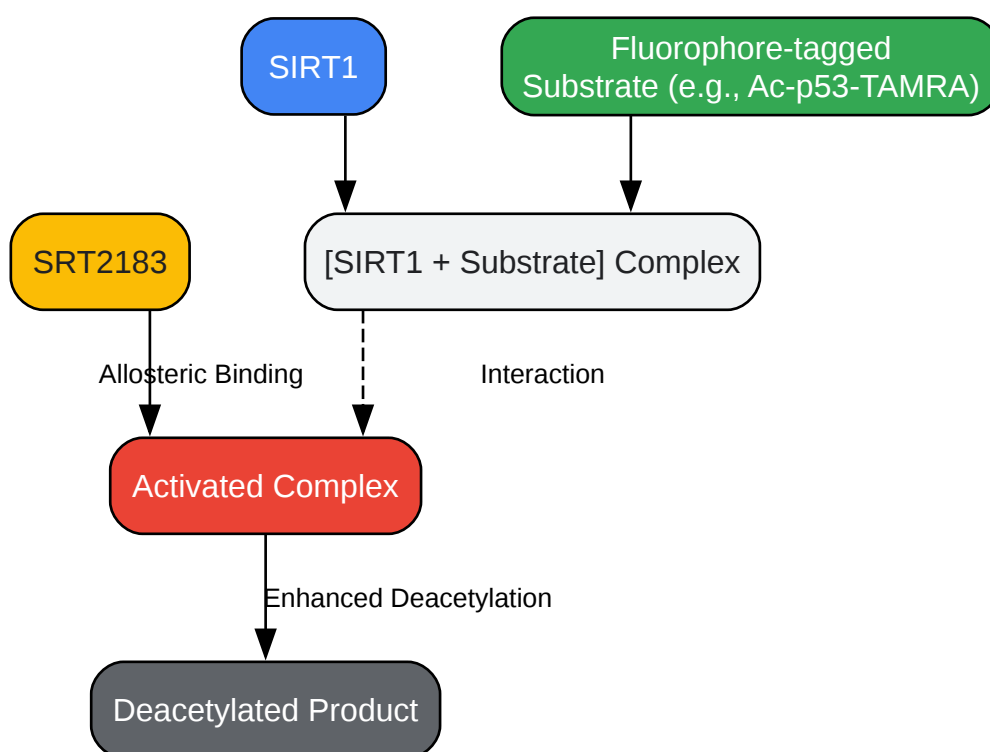 SIRT1
Fluorophore-tagged
Substrate (e.g., Ac-p53-TAMRA)
SRT2183
[SIRT1 + Substrate] Complex
Allosteric Binding
Interaction
Activated Complex
Enhanced Deacetylation
Deacetylated Product